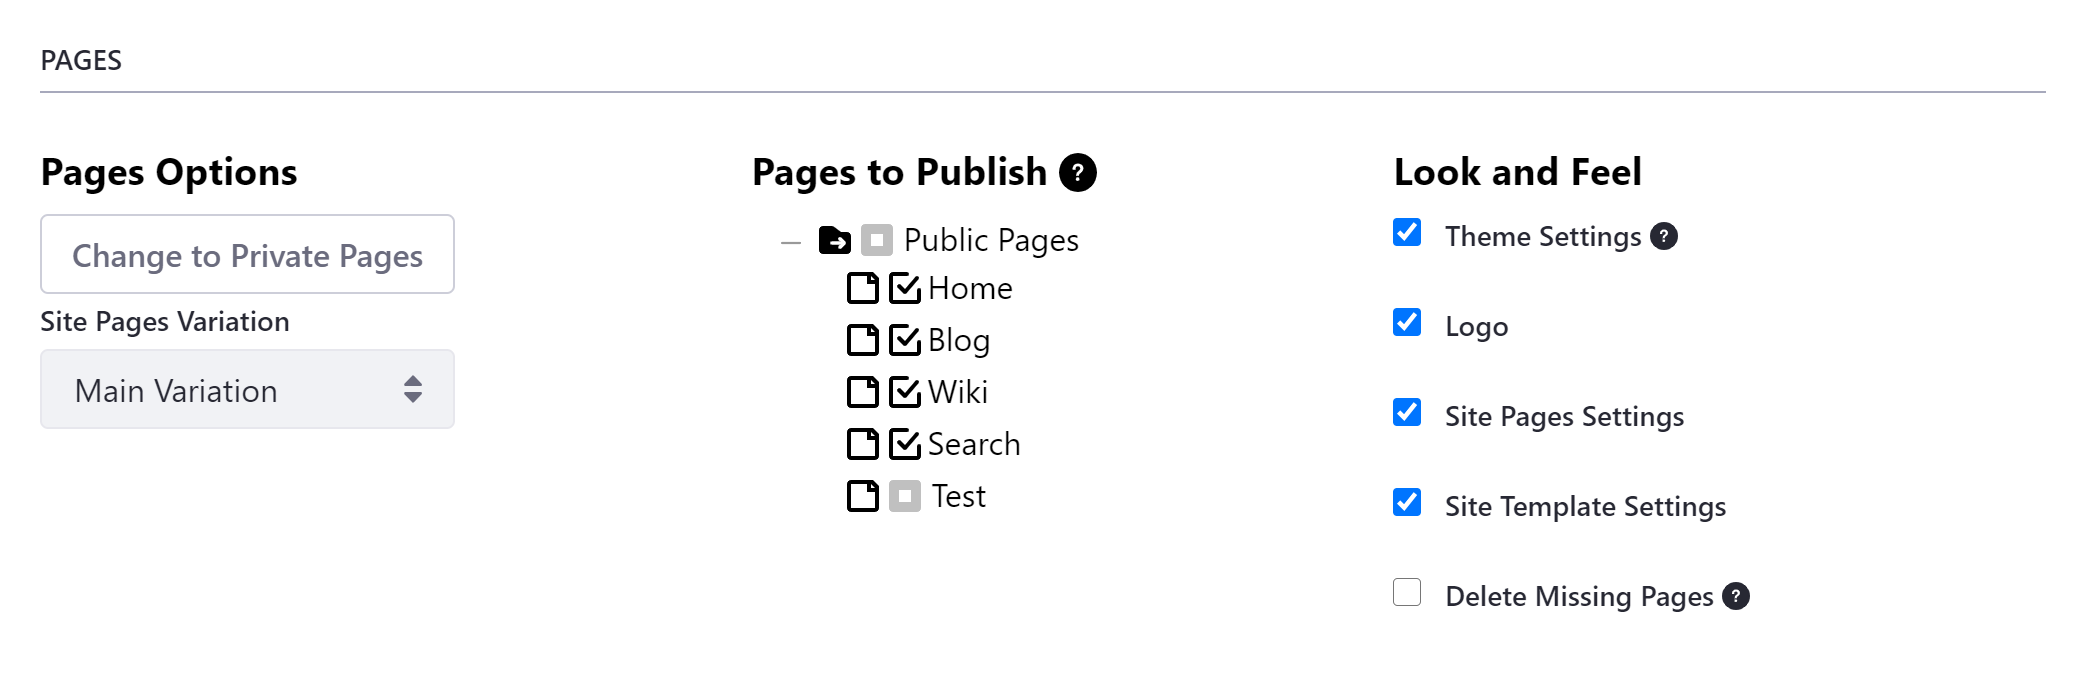 PAGES
Pages Options
Change to Private Pages
Site Pages Variation
Main Variation
Pages to Publish ?
Public Pages
Home
Blog
Wiki
Search
Test
Look and Feel
Theme Settings ?
Logo
Site Pages Settings
Site Template Settings
Delete Missing Pages ?